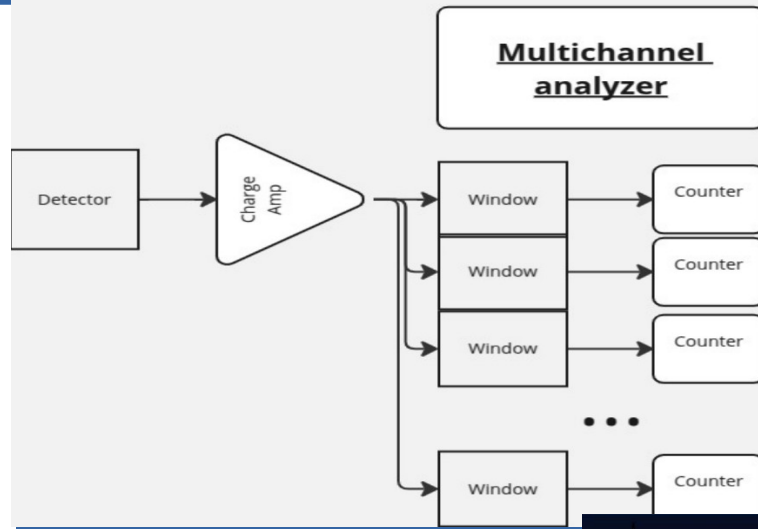 Multichannel
analyzer
Detector
Charge
Amp
Window
Counter
Window
Counter
Window
Counter
...
Window
Counter